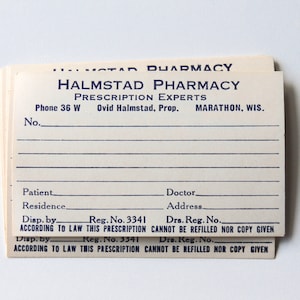 HALMSTAD PHARMACY
HALMSTAD PHARMACY
PRESCRIPTION EXPERTS
Phone 36 W Ovid Halmstad, Prop. MARATHON, WIS.
No.
Patient Doctor
Residence Address
Disp. by Reg. No. 3341 Drs. Reg. No.
ACCORDING TO LAW THIS PRESCRIPTION CANNOT BE REFILLED NOR COPY GIVEN
Disp. by Reg. No. 3341 Drs. Reg. No.
ACCORDING TO LAW THIS PRESCRIPTION CANNOT BE REFILLED NOR COPY GIVEN